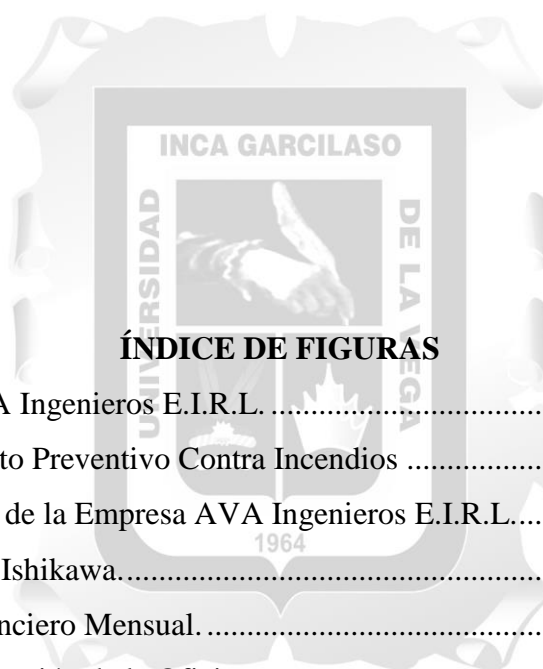 INCA GARCILASO
UNIVERSIDAD
DE LA VEGA
ÍNDICE DE FIGURAS
A Ingenieros E.I.R.L. ....................................
to Preventivo Contra Incendios ..................
de la Empresa AVA Ingenieros E.I.R.L....
1964
Ishikawa.......................................................
nciero Mensual. ...........................................